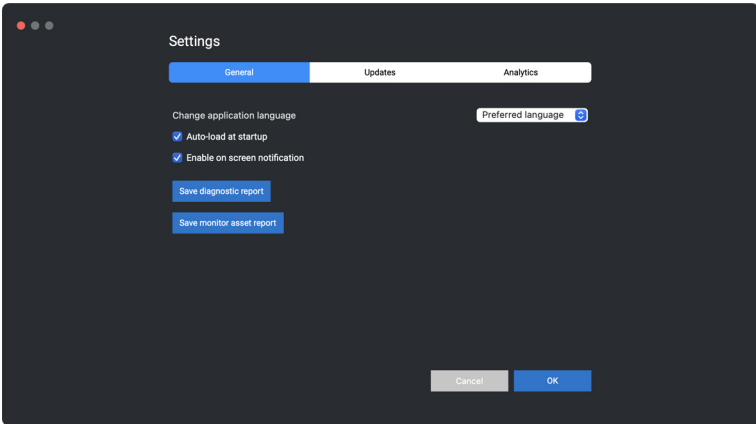 Settings
General Updates Analytics
Change application language Preferred language
Auto-load at startup
Enable on screen notification
Save diagnostic report
Save monitor asset report
Cancel OK